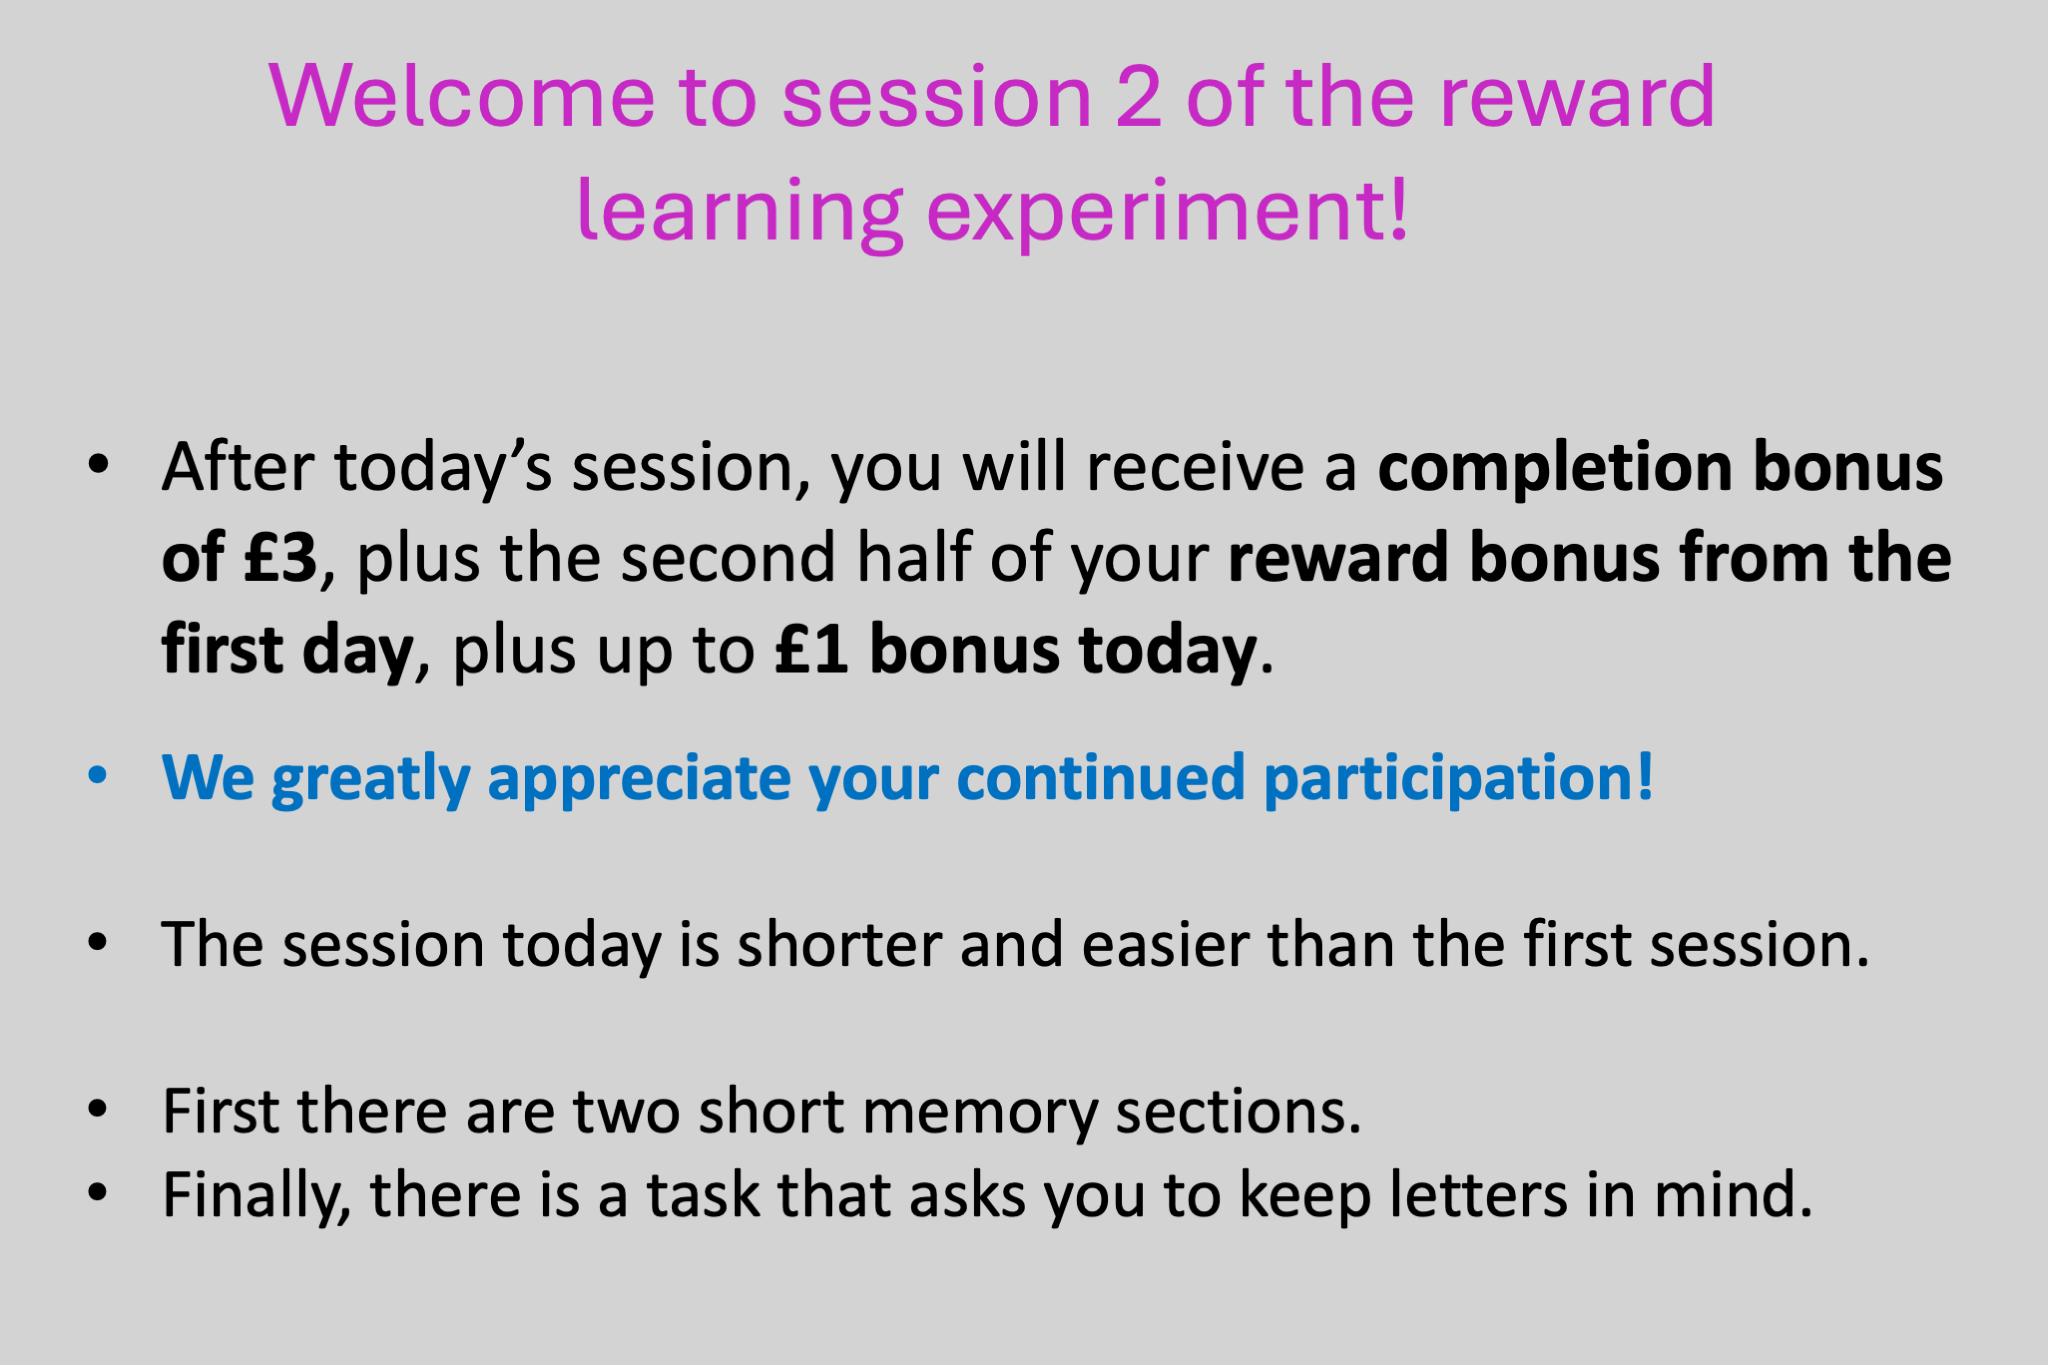 Welcome to session 2 of the reward
learning experiment!
• After today’s session, you will receive a completion bonus
of £3, plus the second half of your reward bonus from the
first day, plus up to £1 bonus today.
• We greatly appreciate your continued participation!
• The session today is shorter and easier than the first session.
• First there are two short memory sections.
• Finally, there is a task that asks you to keep letters in mind.